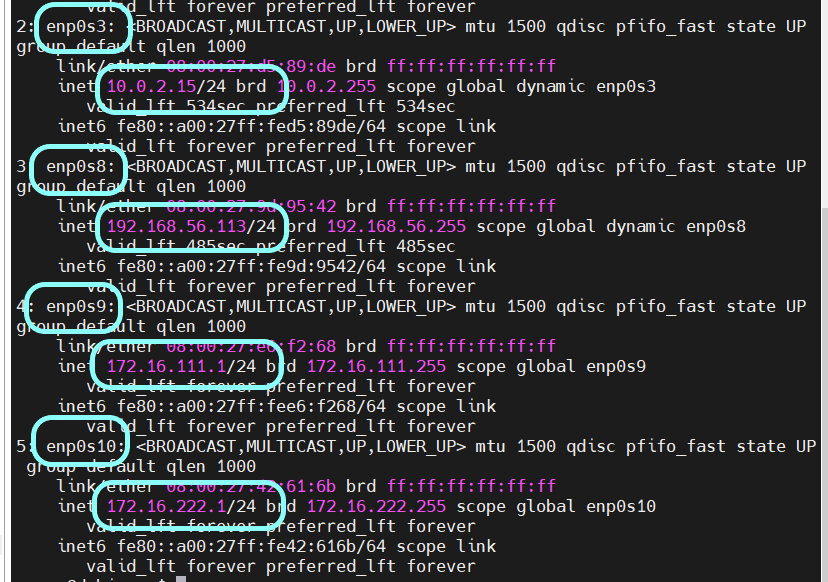 valid_lft forever preferred_lft forever
2: enp0s3: <BROADCAST,MULTICAST,UP,LOWER_UP> mtu 1500 qdisc pfifo_fast state UP
group default qlen 1000
link/ether 08:00:27:d5:89:de brd ff:ff:ff:ff:ff:ff
inet 10.0.2.15/24 brd 10.0.2.255 scope global dynamic enp0s3
valid_lft 534sec preferred_lft 534sec
inet6 fe80::a00:27ff:fed5:89de/64 scope link
valid_lft forever preferred_lft forever
3: enp0s8: <BROADCAST,MULTICAST,UP,LOWER_UP> mtu 1500 qdisc pfifo_fast state UP
group default qlen 1000
link/ether 08:00:27:9d:95:42 brd ff:ff:ff:ff:ff:ff
inet 192.168.56.113/24 brd 192.168.56.255 scope global dynamic enp0s8
valid_lft 485sec preferred_lft 485sec
inet6 fe80::a00:27ff:fe9d:9542/64 scope link
valid_lft forever preferred_lft forever
4: enp0s9: <BROADCAST,MULTICAST,UP,LOWER_UP> mtu 1500 qdisc pfifo_fast state UP
group default qlen 1000
link/ether 08:00:27:e6:f2:68 brd ff:ff:ff:ff:ff:ff
inet 172.16.111.1/24 brd 172.16.111.255 scope global enp0s9
valid_lft forever preferred_lft forever
inet6 fe80::a00:27ff:fee6:f268/64 scope link
valid_lft forever preferred_lft forever
5: enp0s10: <BROADCAST,MULTICAST,UP,LOWER_UP> mtu 1500 qdisc pfifo_fast state UP
group default qlen 1000
link/ether 08:00:27:42:61:6b brd ff:ff:ff:ff:ff:ff
inet 172.16.222.1/24 brd 172.16.222.255 scope global enp0s10
valid_lft forever preferred_lft forever
inet6 fe80::a00:27ff:fe42:616b/64 scope link
valid_lft forever preferred_lft forever